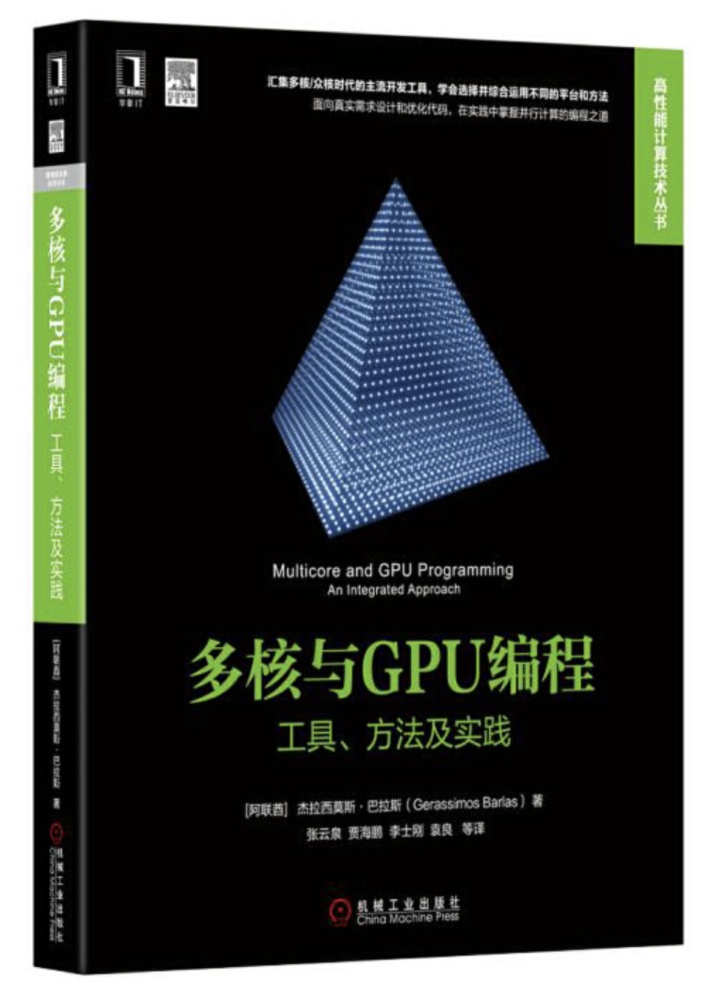 华章IT
HZ BOOKS
华章IT
ELSEVIER
爱思唯尔
汇集多核/众核时代的主流开发工具、学会选择并综合运用不同的平台和方法
面向真实需求设计和优化代码，在实践中掌握并行计算的编程之道
高性能计算技术丛书
多核与GPU编程
工具、方法及实践
[阿联酋] 杰拉西莫斯·巴拉斯 著
机械工业出版社
China Machine Press
Multicore and GPU Programming
An Integrated Approach
多核与GPU编程
工具、方法及实践
[阿联酋] 杰拉西莫斯·巴拉斯（Gerassimos Barlas）著
张云泉 贾海鹏 李士刚 袁良 等译
机械工业出版社
China Machine Press